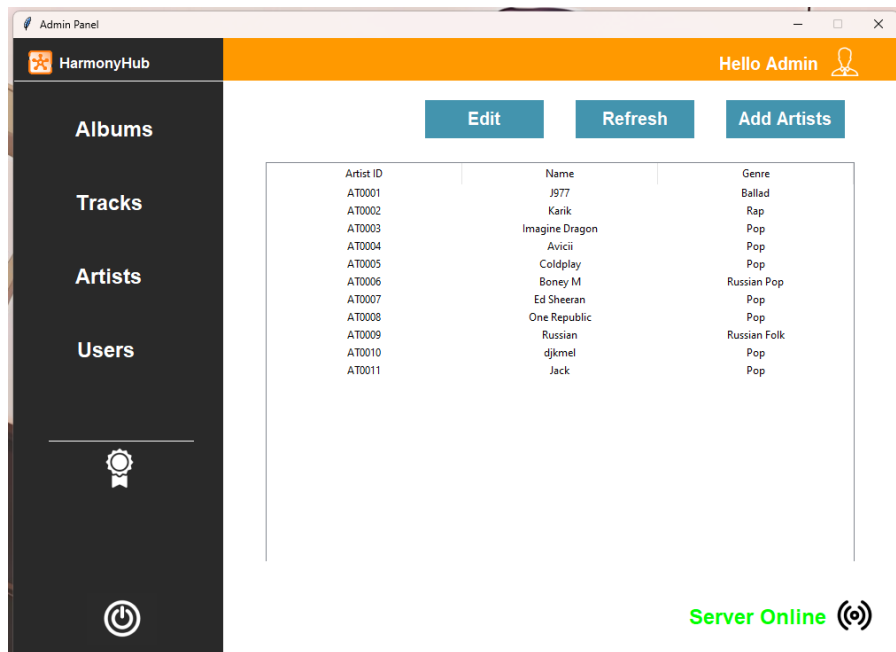 Admin Panel
HarmonyHub
Hello Admin
Albums
Tracks
Artists
Users
Edit Refresh Add Artists
Artist ID Name Genre
AT0001 J977 Ballad
AT0002 Karik Rap
AT0003 Imagine Dragon Pop
AT0004 Avicii Pop
AT0005 Coldplay Pop
AT0006 Boney M Russian Pop
AT0007 Ed Sheeran Pop
AT0008 One Republic Pop
AT0009 Russian Russian Folk
AT0010 djkmel Pop
AT0011 Jack Pop
Server Online